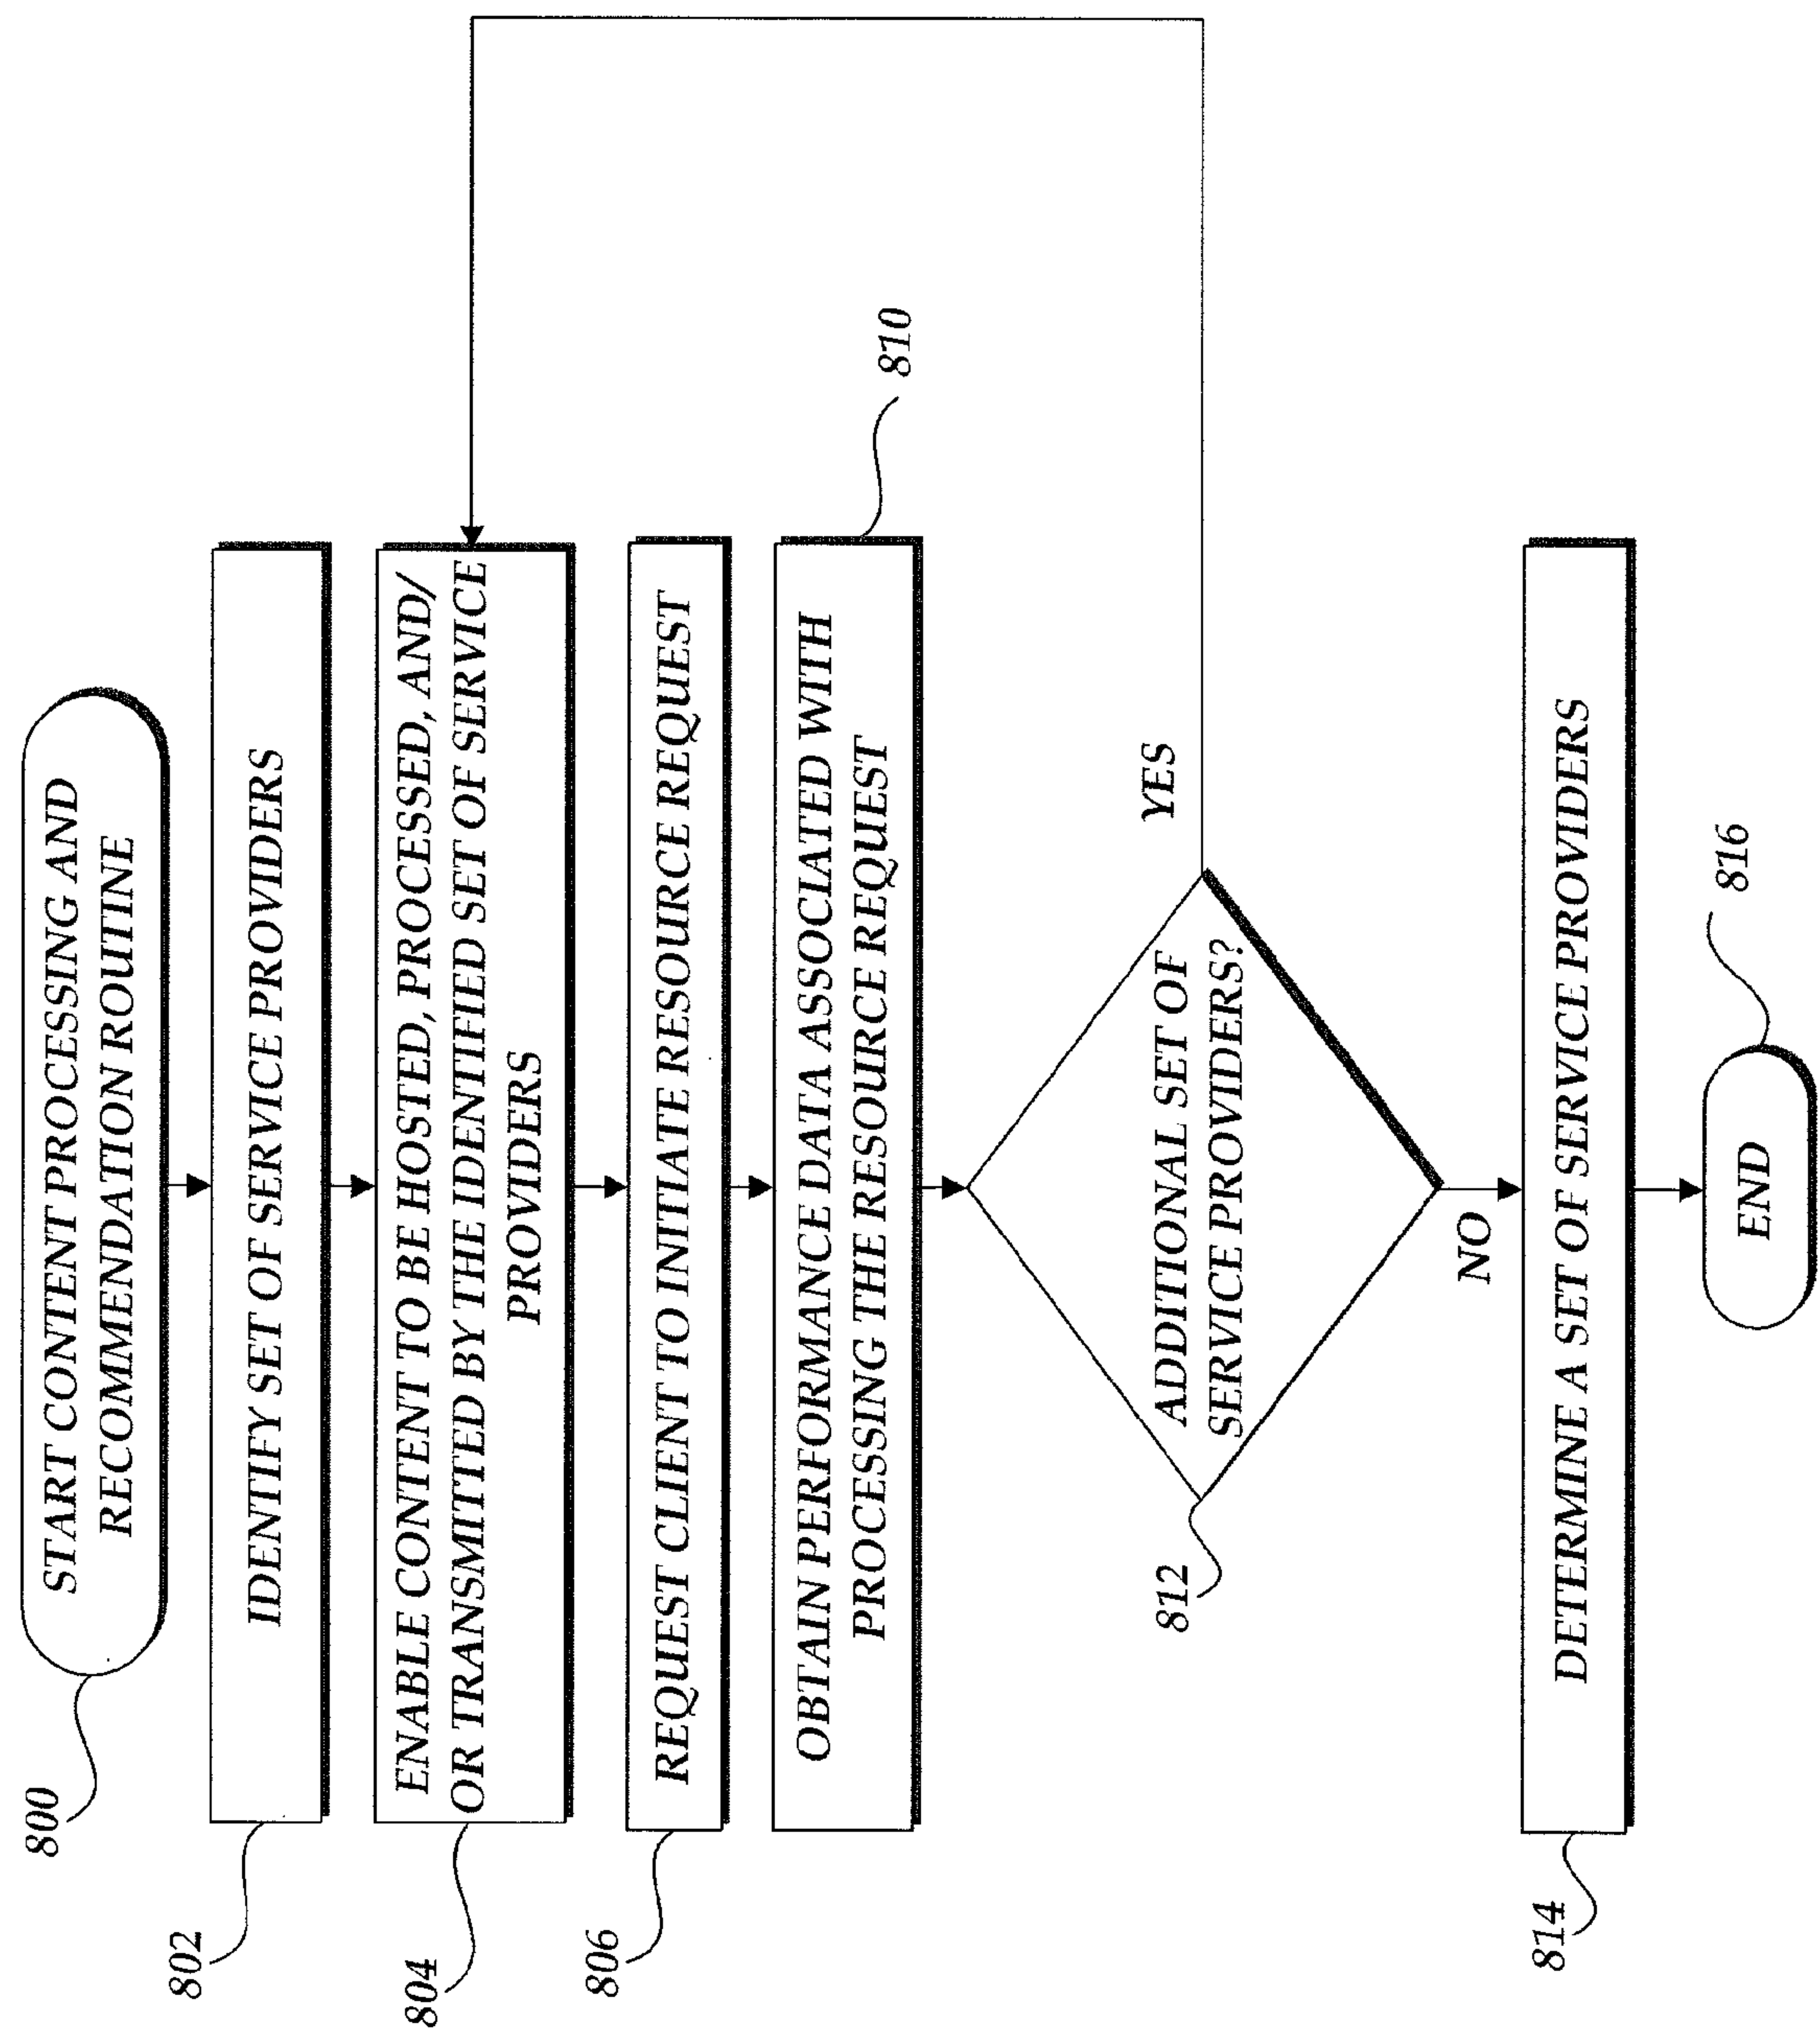 800
START CONTENT PROCESSING AND
RECOMMENDATION ROUTINE
802
IDENTIFY SET OF SERVICE PROVIDERS
804
ENABLE CONTENT TO BE HOSTED, PROCESSED, AND/
OR TRANSMITTED BY THE IDENTIFIED SET OF SERVICE
PROVIDERS
806
REQUEST CLIENT TO INITIATE RESOURCE REQUEST
810
OBTAIN PERFORMANCE DATA ASSOCIATED WITH
PROCESSING THE RESOURCE REQUEST
812
ADDITIONAL SET OF
SERVICE PROVIDERS?
YES
NO
814
DETERMINE A SET OF SERVICE PROVIDERS
816
END